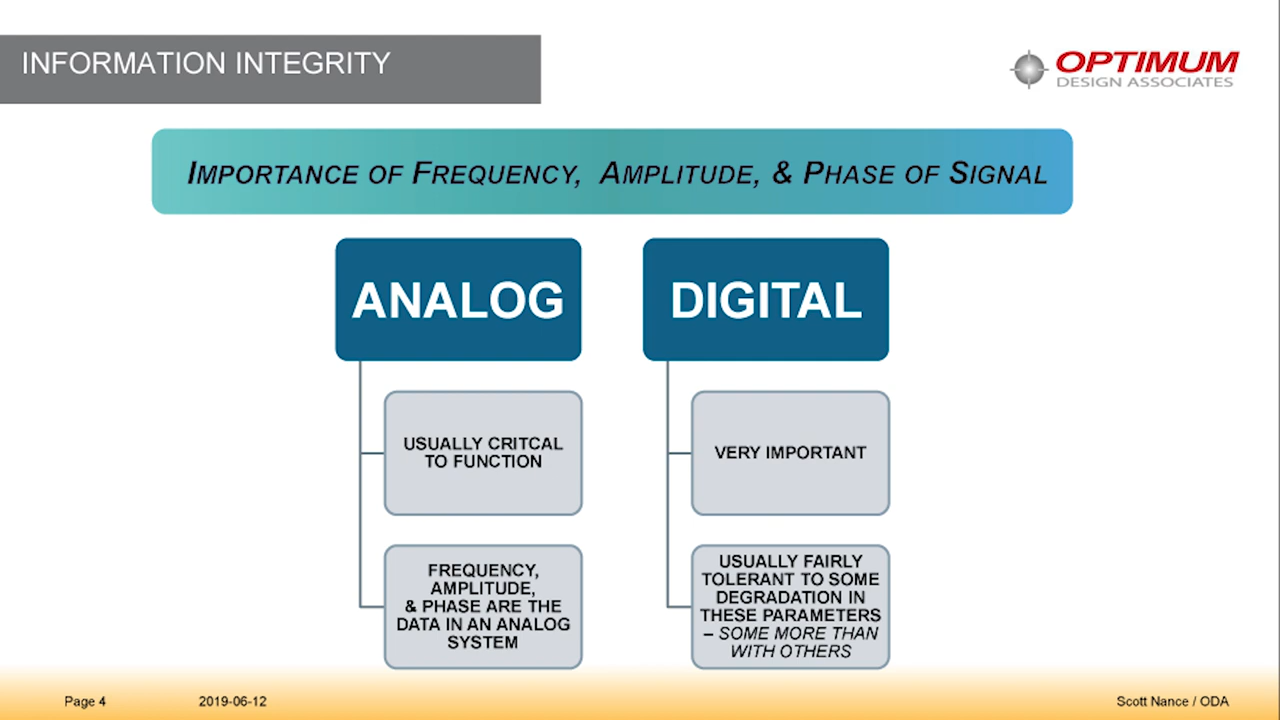 INFORMATION INTEGRITY
OPTIMUM
DESIGN ASSOCIATES
IMPORTANCE OF FREQUENCY, AMPLITUDE, & PHASE OF SIGNAL
ANALOG
DIGITAL
USUALLY CRITCAL
TO FUNCTION
VERY IMPORTANT
FREQUENCY,
AMPLITUDE,
& PHASE ARE THE
DATA IN AN ANALOG
SYSTEM
USUALLY FAIRLY
TOLERANT TO SOME
DEGRADATION IN
THESE PARAMETERS
– SOME MORE THAN
WITH OTHERS
Page 4
2019-06-12
Scott Nance / ODA